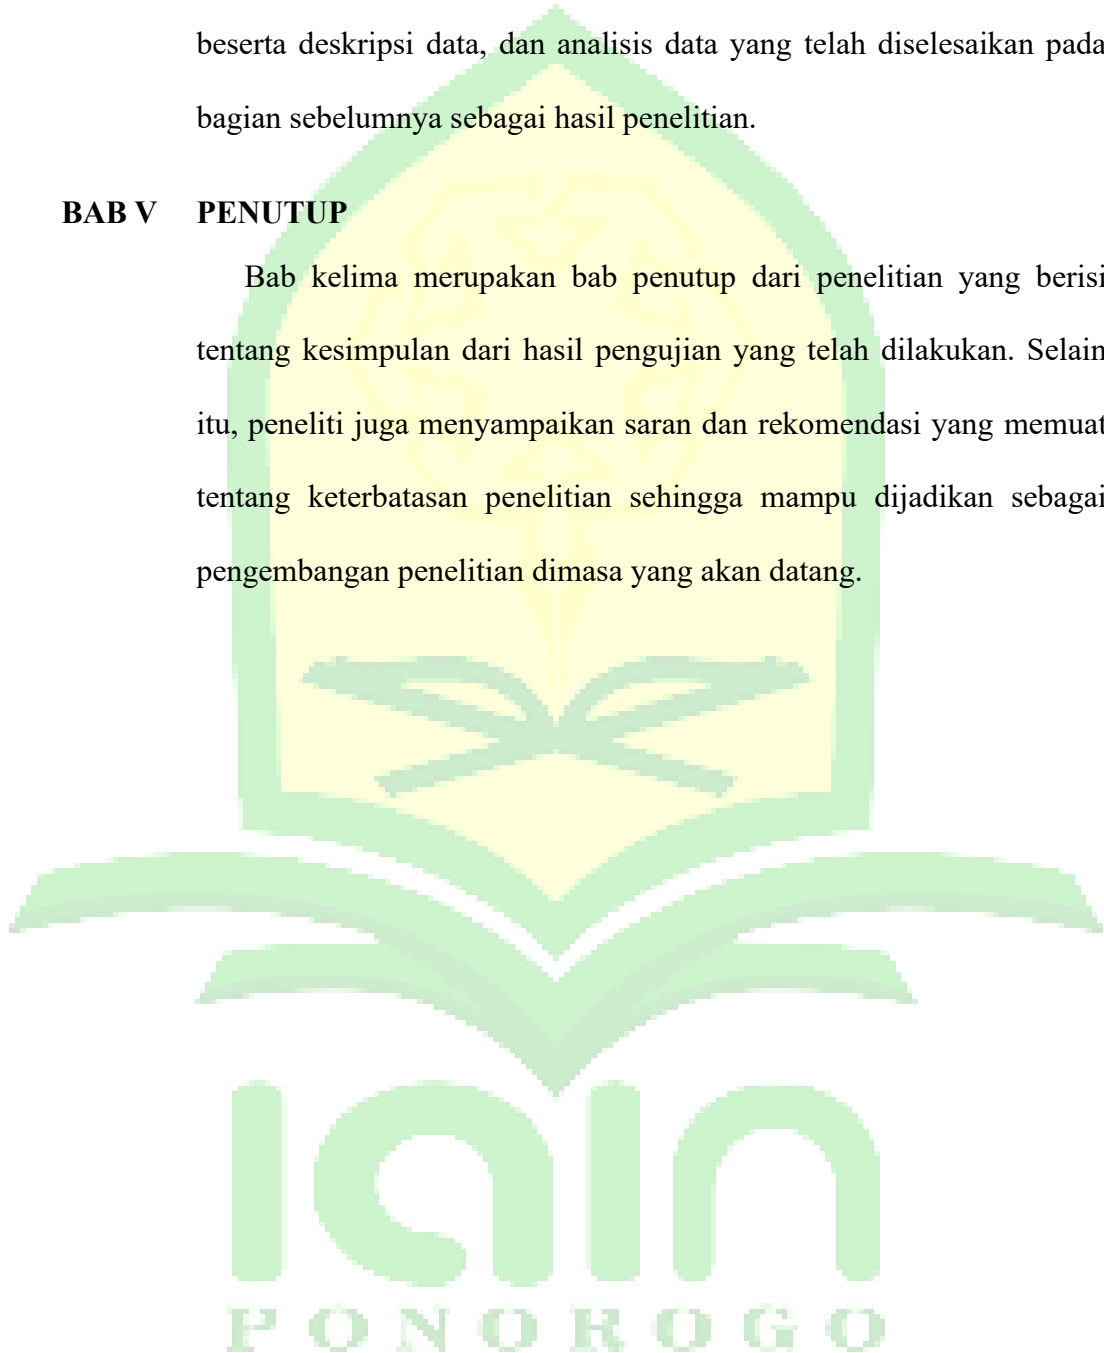 beserta deskripsi data, dan analisis data yang telah diselesaikan pada
bagian sebelumnya sebagai hasil penelitian.
BAB V PENUTUP
Bab kelima merupakan bab penutup dari penelitian yang berisi
tentang kesimpulan dari hasil pengujian yang telah dilakukan. Selain
itu, peneliti juga menyampaikan saran dan rekomendasi yang memuat
tentang keterbatasan penelitian sehingga mampu dijadikan sebagai
pengembangan penelitian dimasa yang akan datang.
iain
PONOROGO